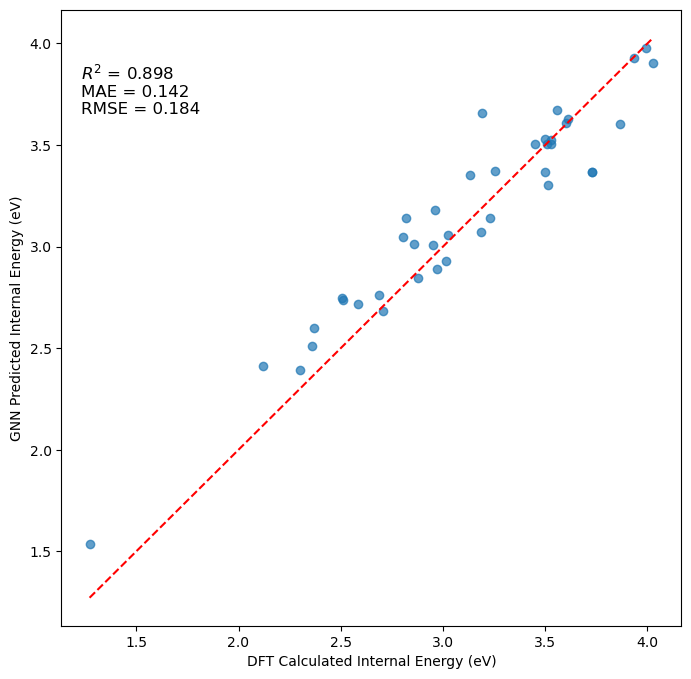 R² = 0.898
MAE = 0.142
RMSE = 0.184
4.0
3.5
3.0
2.5
2.0
1.5
GNN Predicted Internal Energy (eV)
1.5 2.0 2.5 3.0 3.5 4.0
DFT Calculated Internal Energy (eV)